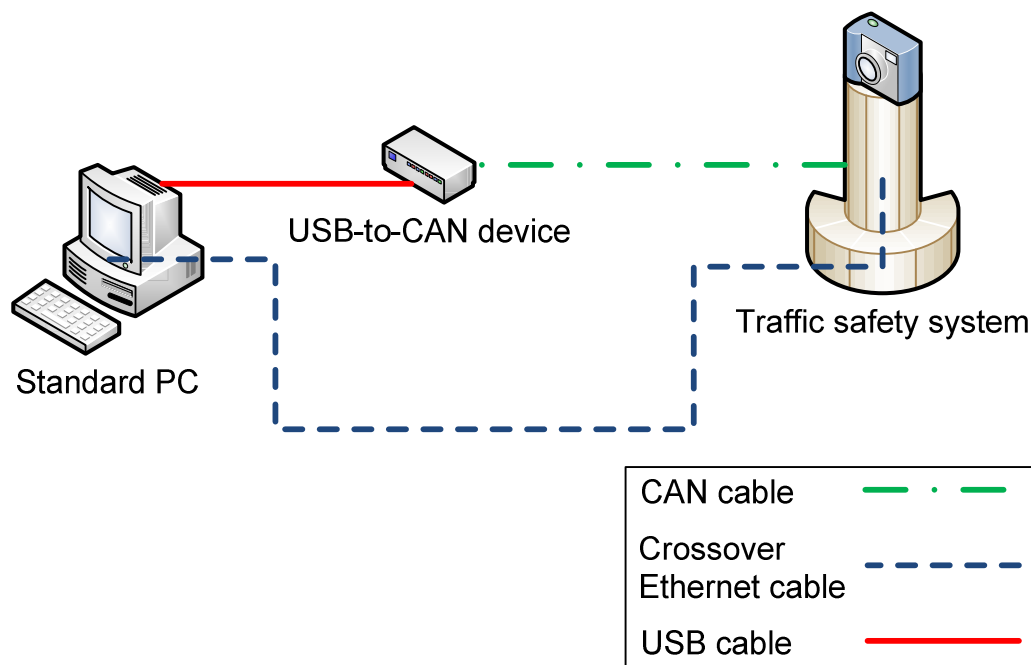 USB-to-CAN device
Traffic safety system
Standard PC
CAN cable
Crossover
Ethernet cable
USB cable